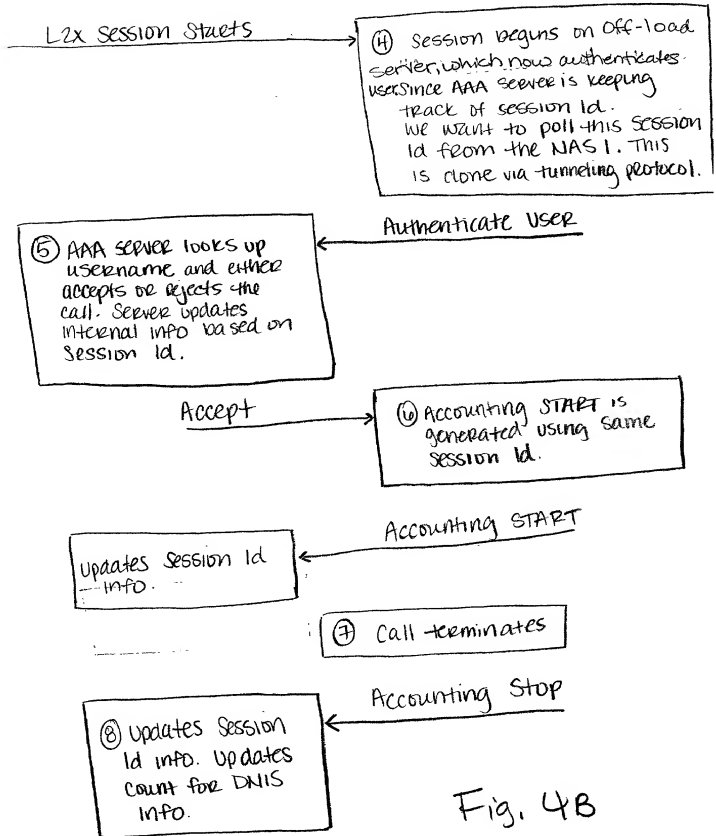 L2x Session Starts
④ Session begins on Off-load
server, which now authenticates
user. Since AAA server is keeping
track of session Id.
We want to poll this session
Id from the NAS 1. This
is clone via tunneling protocol.
Authenticate User
⑤ AAA server looks up
username and either
accepts or rejects the
call. Server updates
internal info based on
Session Id.
Accept
⑥ Accounting START is
generated using same
session Id.
Accounting START
updates Session Id
info.
⑦ Call terminates
Accounting Stop
⑧ updates Session
Id info. updates
count for DNIS
info.
Fig. 4B